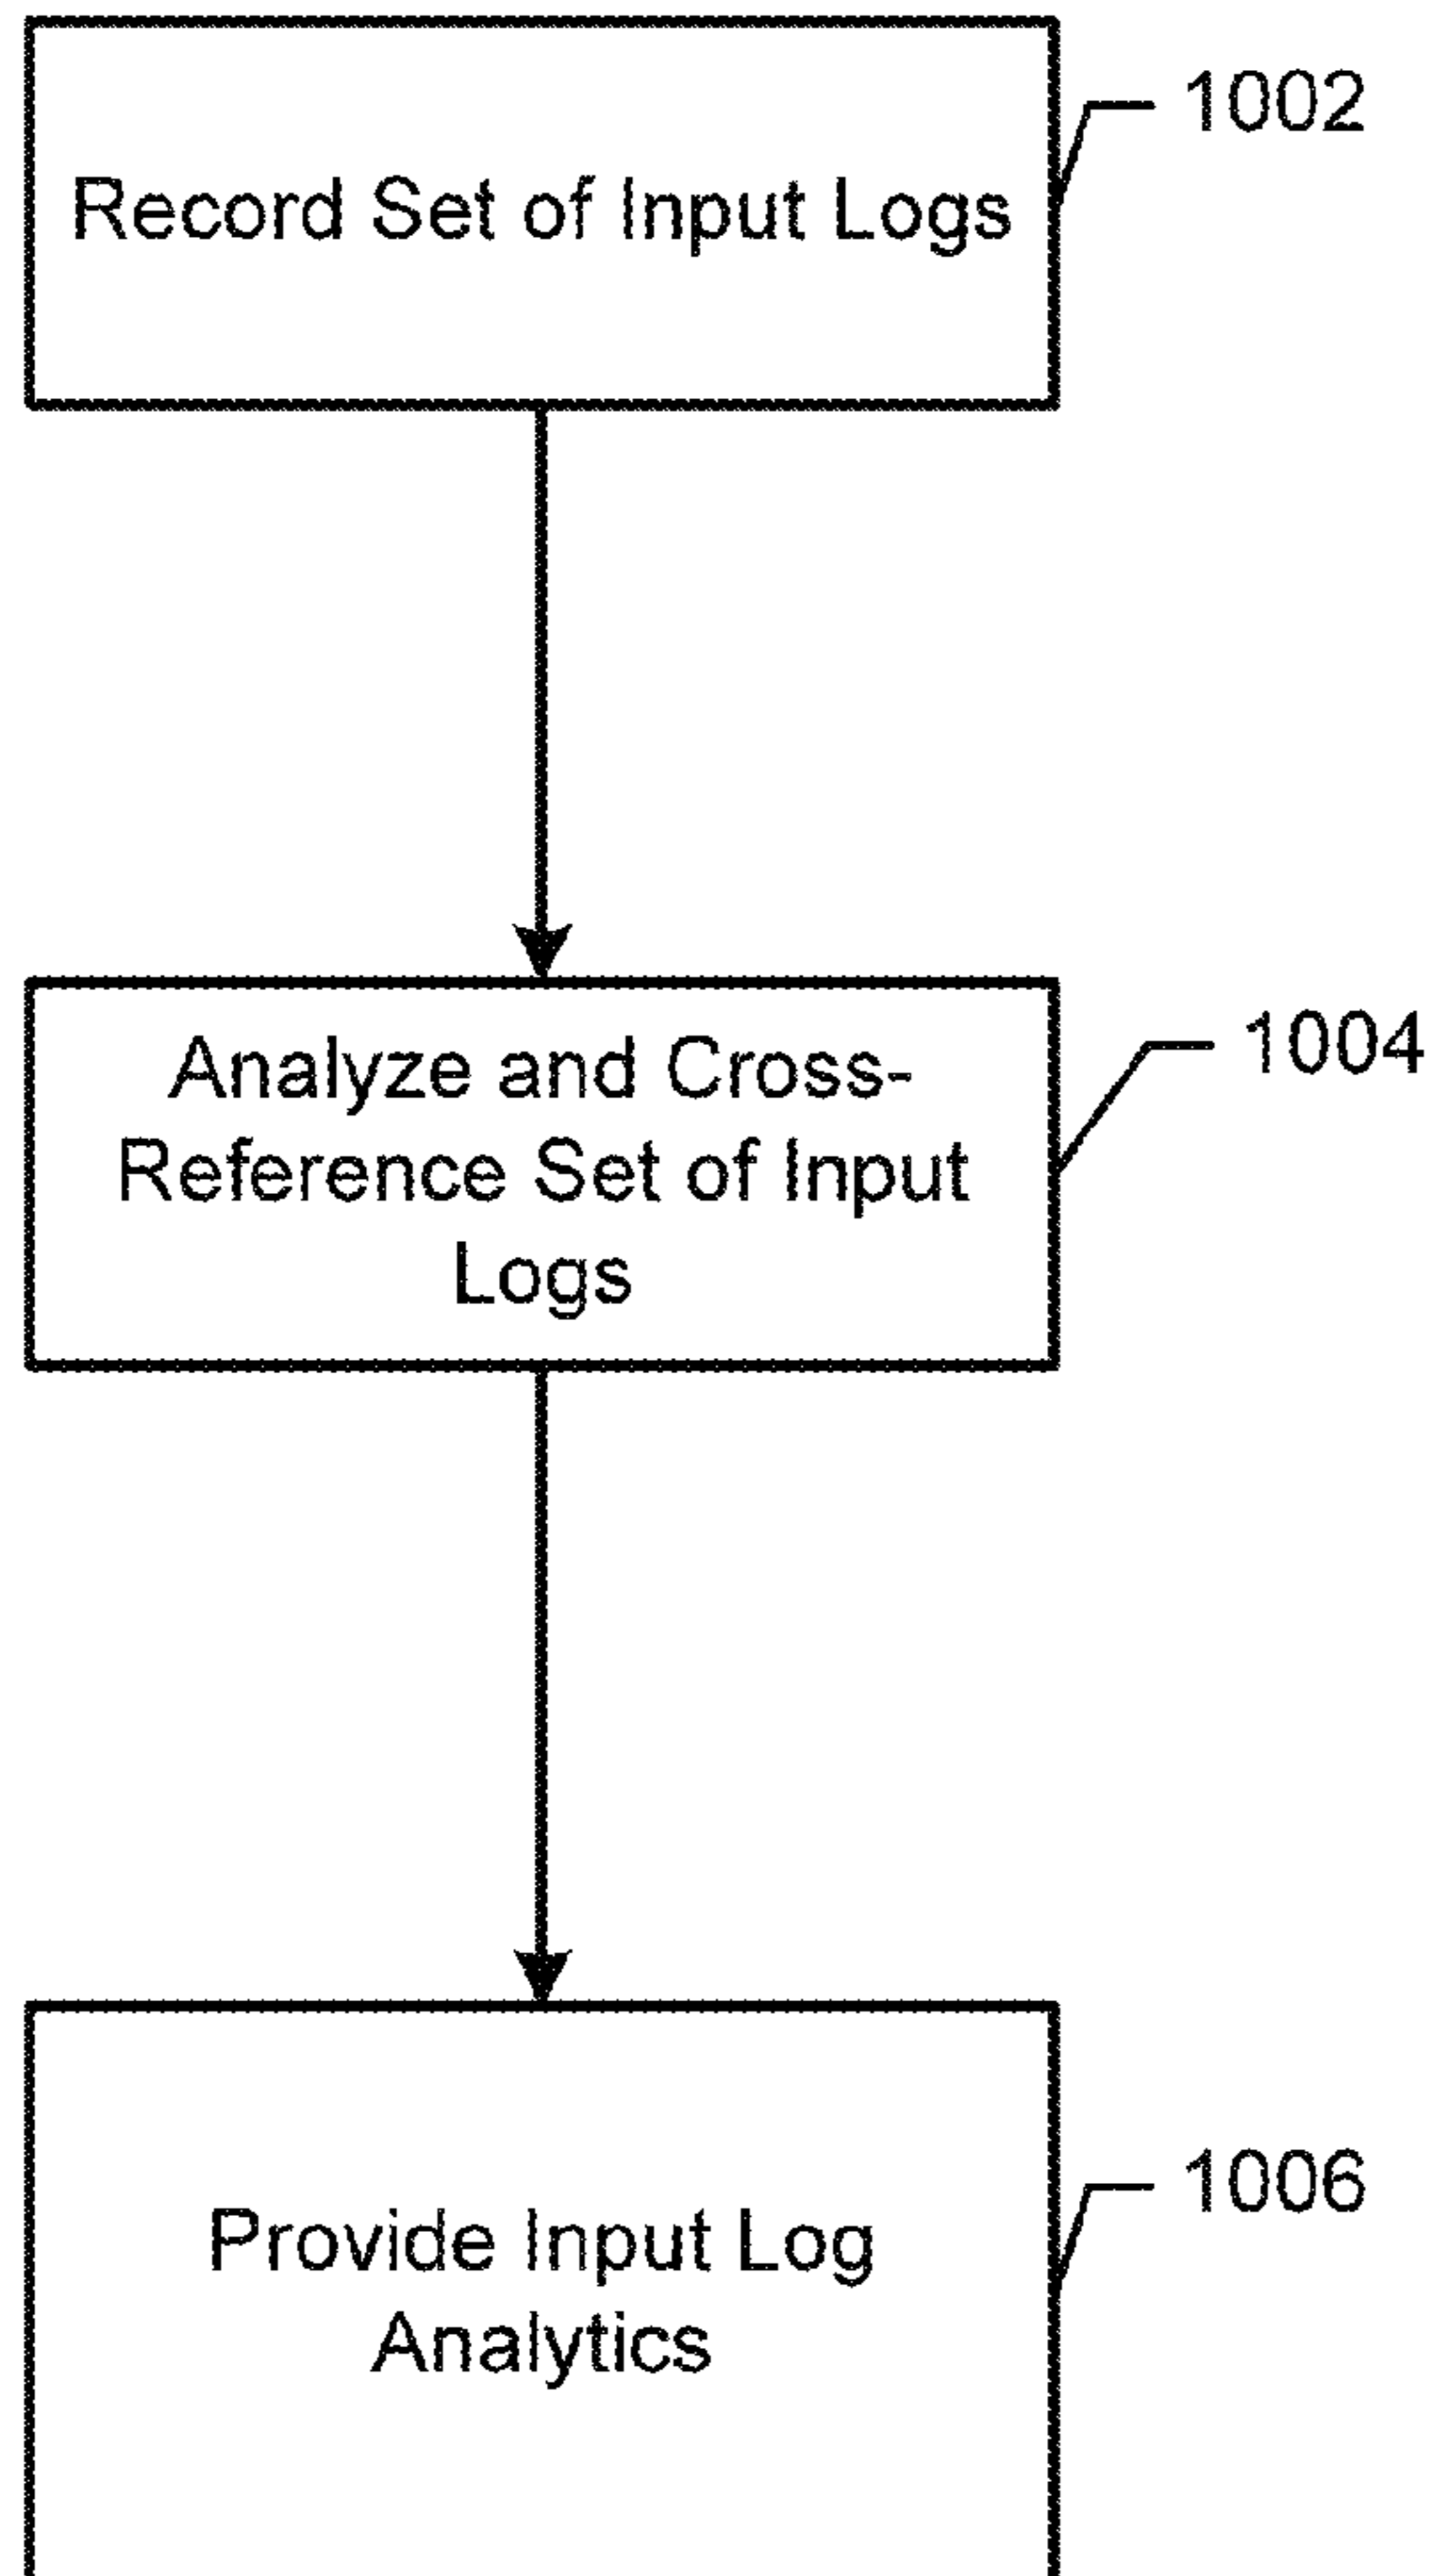 1002
Record Set of Input Logs
1004
Analyze and Cross-
Reference Set of Input
Logs
1006
Provide Input Log
Analytics